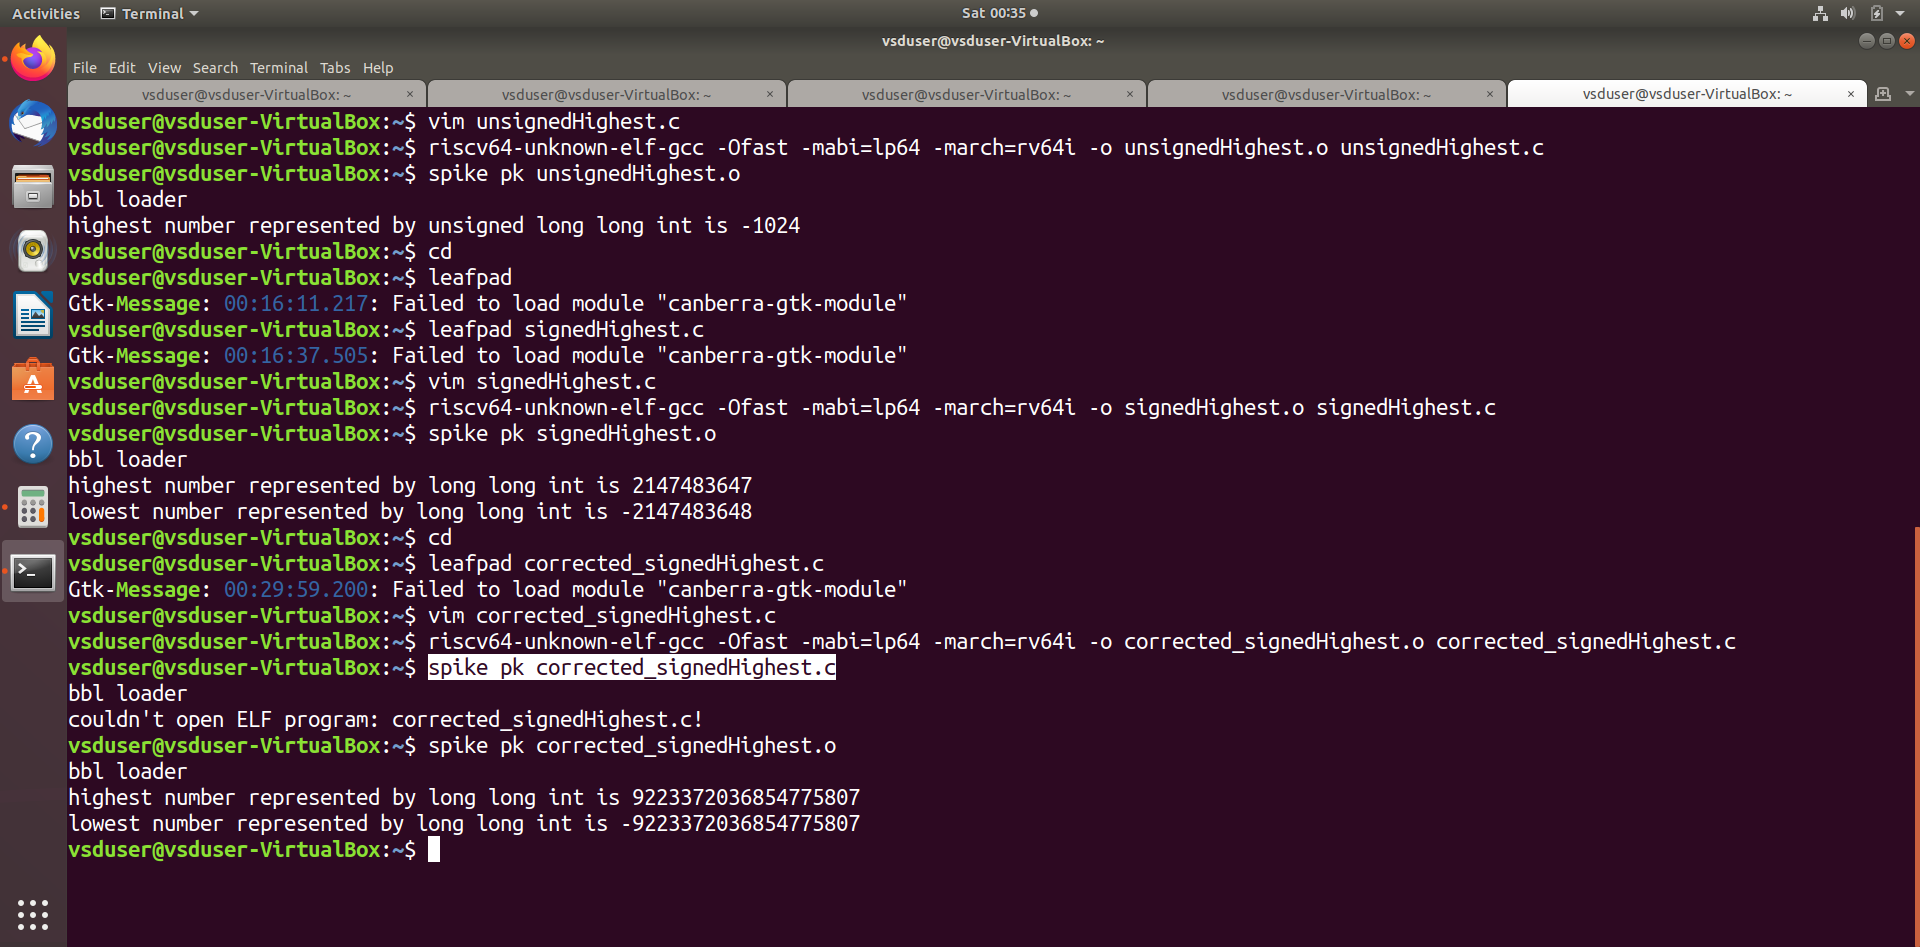 Activities
Terminal
Sat 00:35
vsduser@vsduser-VirtualBox: ~
File Edit View Search Terminal Tabs Help
vsduser@vsduser-VirtualBox: ~ × vsduser@vsduser-VirtualBox: ~ × vsduser@vsduser-VirtualBox: ~ × vsduser@vsduser-VirtualBox: ~ × vsduser@vsduser-VirtualBox: ~ ×
vsduser@vsduser-VirtualBox:~$ vim unsignedHighest.c
vsduser@vsduser-VirtualBox:~$ riscv64-unknown-elf-gcc -Ofast -mabi=lp64 -march=rv64i -o unsignedHighest.o unsignedHighest.c
vsduser@vsduser-VirtualBox:~$ spike pk unsignedHighest.o
bbl loader
highest number represented by unsigned long long int is -1024
vsduser@vsduser-VirtualBox:~$ cd
vsduser@vsduser-VirtualBox:~$ leafpad
Gtk-Message: 00:16:11.217: Failed to load module "canberra-gtk-module"
vsduser@vsduser-VirtualBox:~$ leafpad signedHighest.c
Gtk-Message: 00:16:37.505: Failed to load module "canberra-gtk-module"
vsduser@vsduser-VirtualBox:~$ vim signedHighest.c
vsduser@vsduser-VirtualBox:~$ riscv64-unknown-elf-gcc -Ofast -mabi=lp64 -march=rv64i -o signedHighest.o signedHighest.c
vsduser@vsduser-VirtualBox:~$ spike pk signedHighest.o
bbl loader
highest number represented by long long int is 2147483647
lowest number represented by long long int is -2147483648
vsduser@vsduser-VirtualBox:~$ cd
vsduser@vsduser-VirtualBox:~$ leafpad corrected_signedHighest.c
Gtk-Message: 00:29:59.200: Failed to load module "canberra-gtk-module"
vsduser@vsduser-VirtualBox:~$ vim corrected_signedHighest.c
vsduser@vsduser-VirtualBox:~$ riscv64-unknown-elf-gcc -Ofast -mabi=lp64 -march=rv64i -o corrected_signedHighest.o corrected_signedHighest.c
vsduser@vsduser-VirtualBox:~$ spike pk corrected_signedHighest.c
bbl loader
couldn't open ELF program: corrected_signedHighest.c!
vsduser@vsduser-VirtualBox:~$ spike pk corrected_signedHighest.o
bbl loader
highest number represented by long long int is 9223372036854775807
lowest number represented by long long int is -9223372036854775807
vsduser@vsduser-VirtualBox:~$